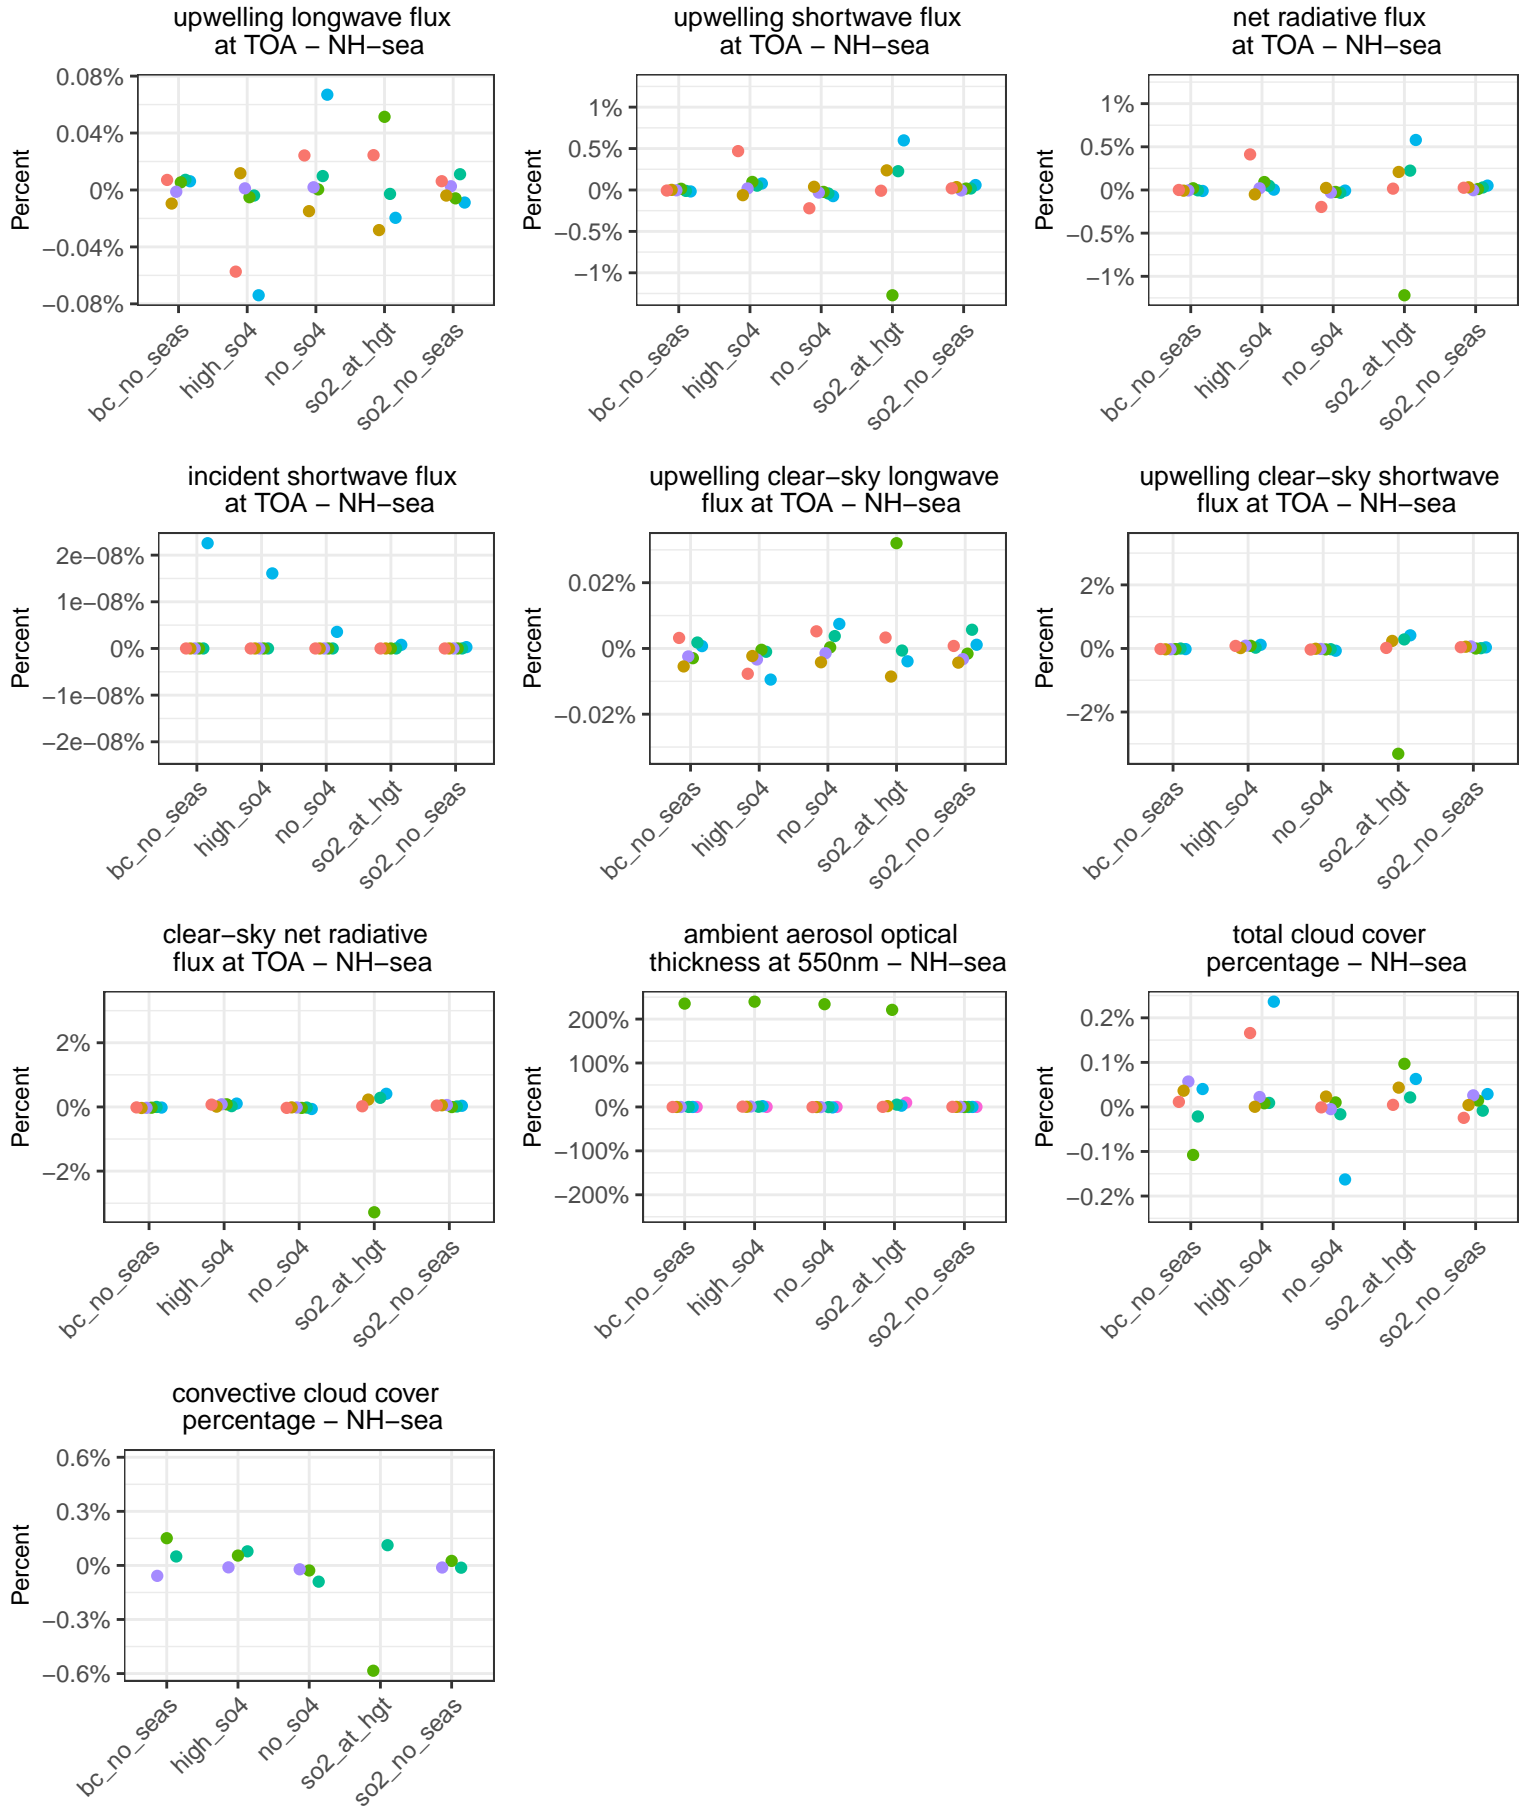 upwelling longwave flux
at TOA − NH−sea
Percent
0.08%
0.04%
0%
−0.04%
−0.08%
bc_no_seas
high_so4
no_so4
so2_at_hgt
so2_no_seas
upwelling shortwave flux
at TOA − NH−sea
Percent
1%
0.5%
0%
−0.5%
−1%
bc_no_seas
high_so4
no_so4
so2_at_hgt
so2_no_seas
net radiative flux
at TOA − NH−sea
Percent
1%
0.5%
0%
−0.5%
−1%
bc_no_seas
high_so4
no_so4
so2_at_hgt
so2_no_seas
incident shortwave flux
at TOA − NH−sea
Percent
2e−08%
1e−08%
0%
−1e−08%
−2e−08%
bc_no_seas
high_so4
no_so4
so2_at_hgt
so2_no_seas
upwelling clear−sky longwave
flux at TOA − NH−sea
Percent
0.02%
0%
−0.02%
bc_no_seas
high_so4
no_so4
so2_at_hgt
so2_no_seas
upwelling clear−sky shortwave
flux at TOA − NH−sea
Percent
2%
0%
−2%
bc_no_seas
high_so4
no_so4
so2_at_hgt
so2_no_seas
clear−sky net radiative
flux at TOA − NH−sea
Percent
2%
0%
−2%
bc_no_seas
high_so4
no_so4
so2_at_hgt
so2_no_seas
ambient aerosol optical
thickness at 550nm − NH−sea
Percent
200%
100%
0%
−100%
−200%
bc_no_seas
high_so4
no_so4
so2_at_hgt
so2_no_seas
total cloud cover
percentage − NH−sea
Percent
0.2%
0.1%
0%
−0.1%
−0.2%
bc_no_seas
high_so4
no_so4
so2_at_hgt
so2_no_seas
convective cloud cover
percentage − NH−sea
Percent
0.6%
0.3%
0%
−0.3%
−0.6%
bc_no_seas
high_so4
no_so4
so2_at_hgt
so2_no_seas